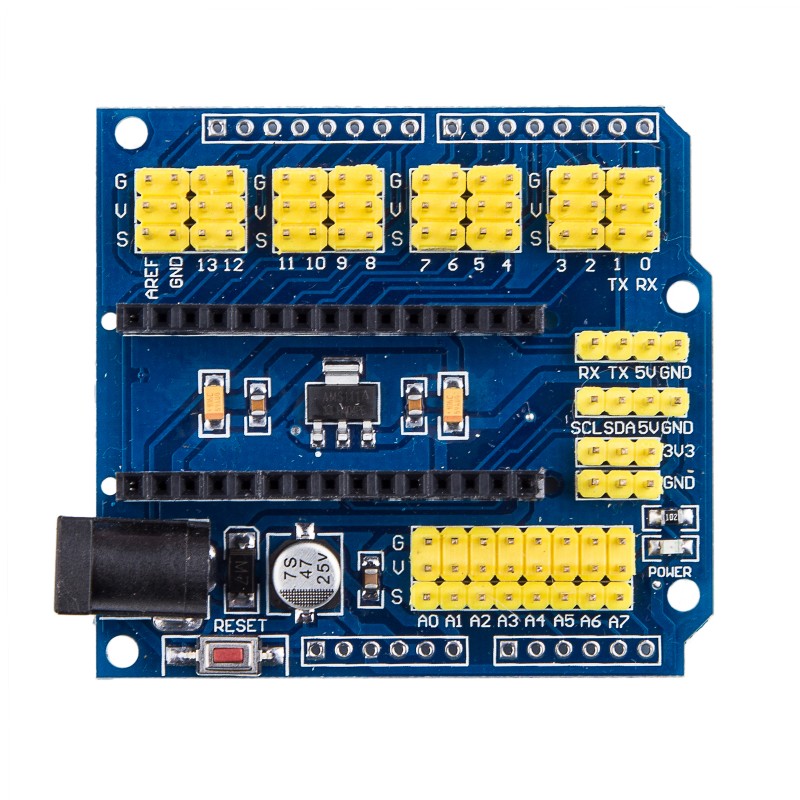 G G G G
V V V V
S S S S
AREF GND 13 12 11 10 9 8 7 6 5 4 3 2 1 0
TX RX
RX TX 5V GND
SCL SDA 5V GND
3V3
GND
102
POWER
M7
7S
47
25V
G
V
S
A0 A1 A2 A3 A4 A5 A6 A7
RESET